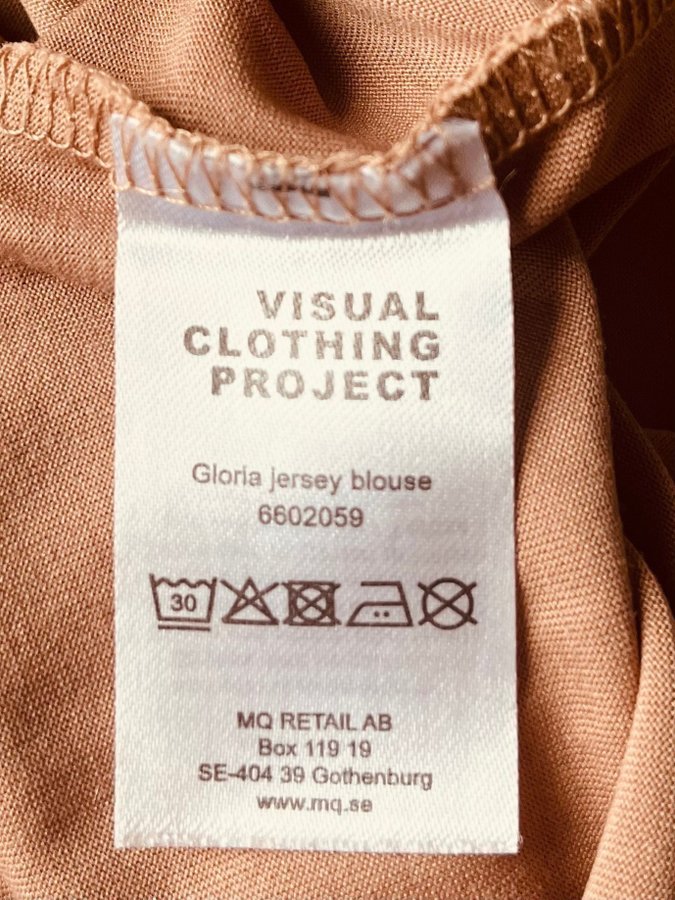 VISUAL
CLOTHING
PROJECT
Gloria jersey blouse
6602059
30
MQ RETAIL AB
Box 119 19
SE-404 39 Gothenburg
www.mq.se